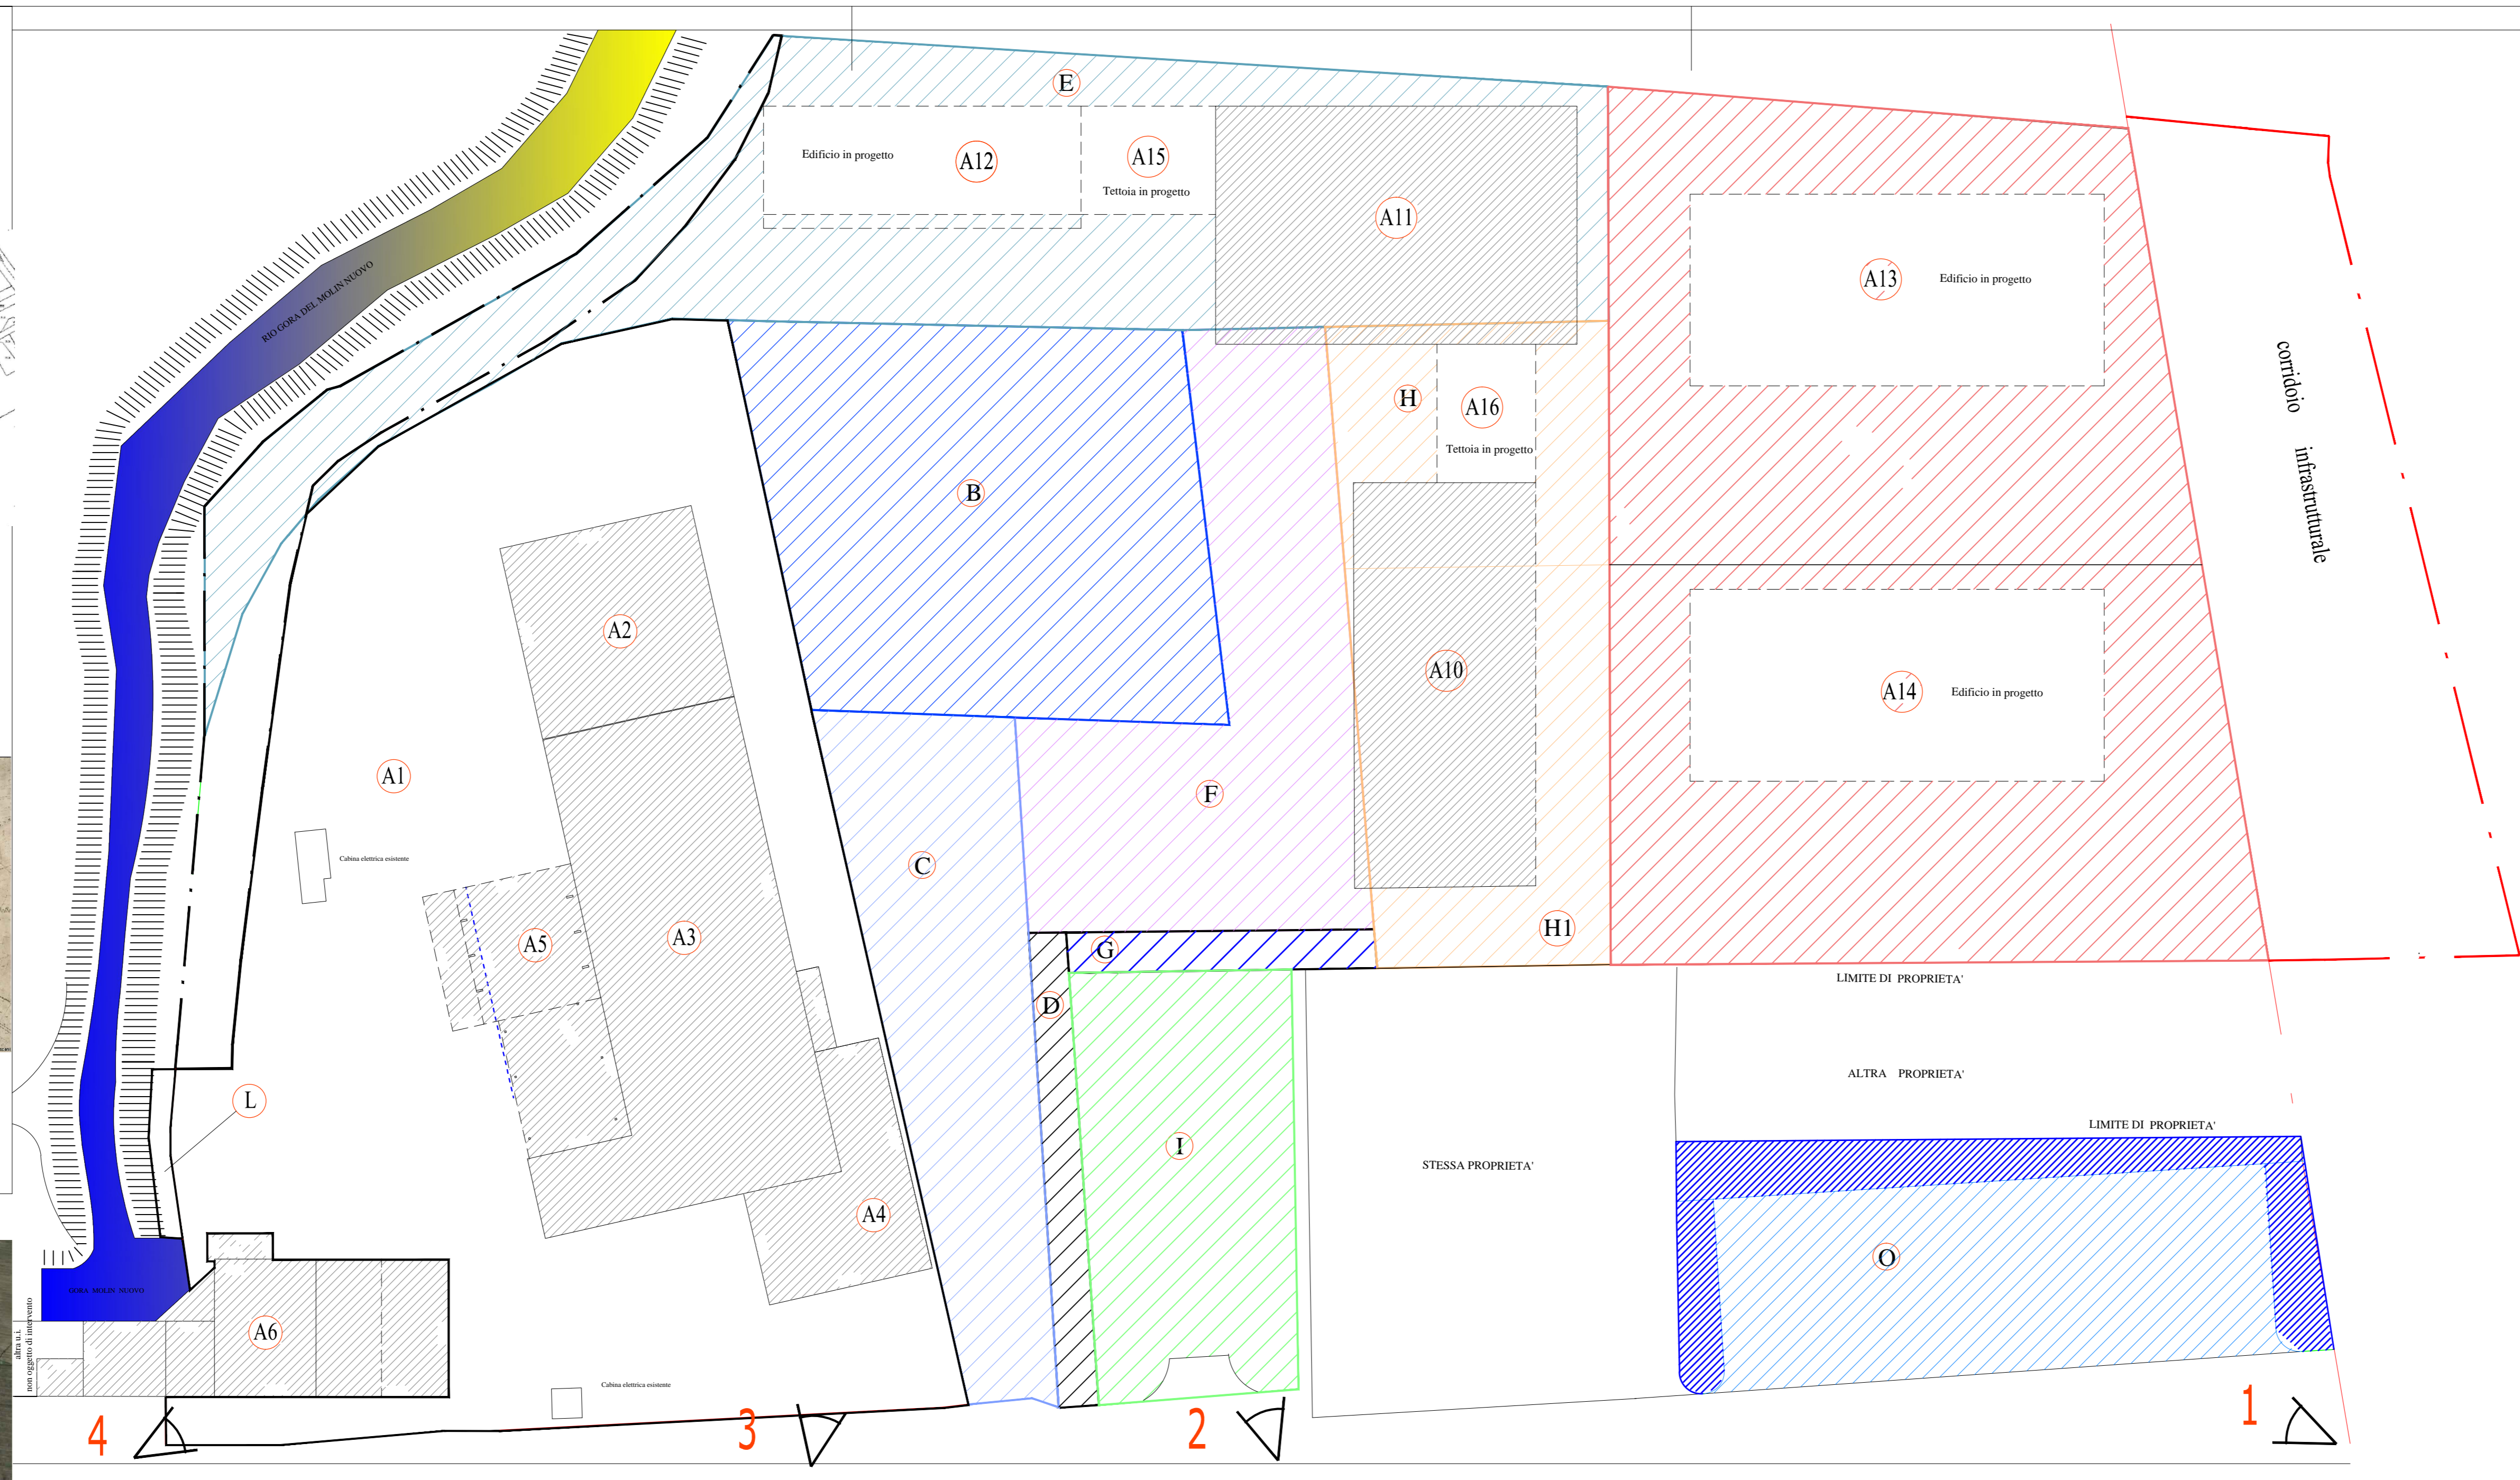 E
Edificio in progetto
A12
A15
Tettoia in progetto
A11
A13
Edificio in progetto
RIO GORA DEL MOLIN NUOVO
corridoio infrastrutturale
H
A16
Tettoia in progetto
B
A2
A10
A14
Edificio in progetto
A1
F
Cabina elettrica esistente
C
A5
A3
G
H1
D
LIMITE DI PROPRIETA'
ALTRA PROPRIETA'
L
LIMITE DI PROPRIETA'
I
STESSA PROPRIETA'
A4
O
GORA MOLIN NUOVO
A6
altra u.i.
non oggetto di intervento
Cabina elettrica esistente
4
3
2
1